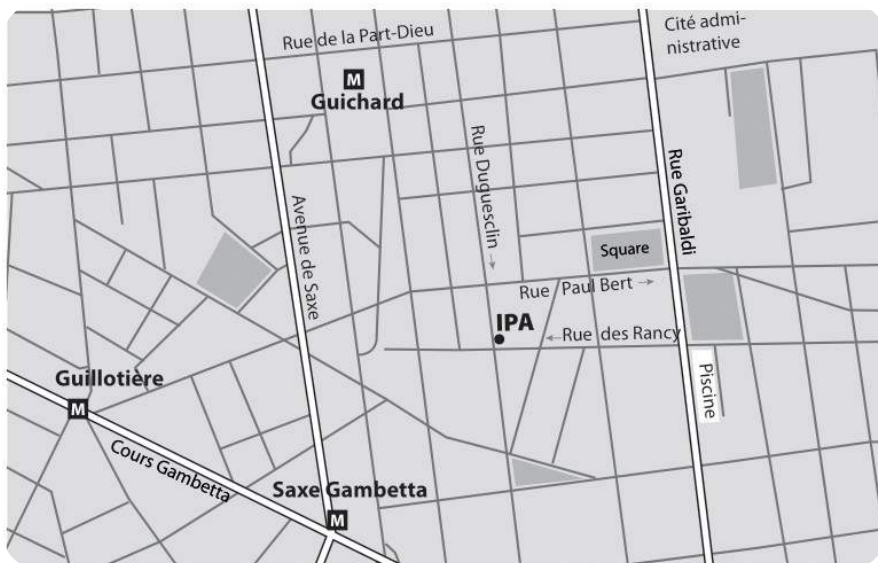 Rue de la Part-Dieu
Cité admi-
nistrative
M
Guichard
Rue Duguesclin →
Rue Garibaldi
Avenue de Saxe
Square
Rue Paul Bert →
IPA
← Rue des Rancy
Guillotière
M
Piscine
Cours Gambetta
Saxe Gambetta
M